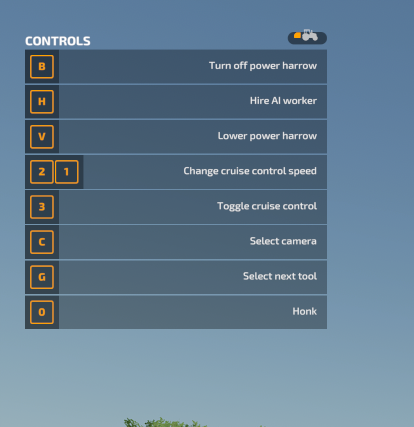 CONTROLS
B Turn off power harrow
H Hire AI worker
V Lower power harrow
2 1 Change cruise control speed
3 Toggle cruise control
C Select camera
G Select next tool
0 Honk